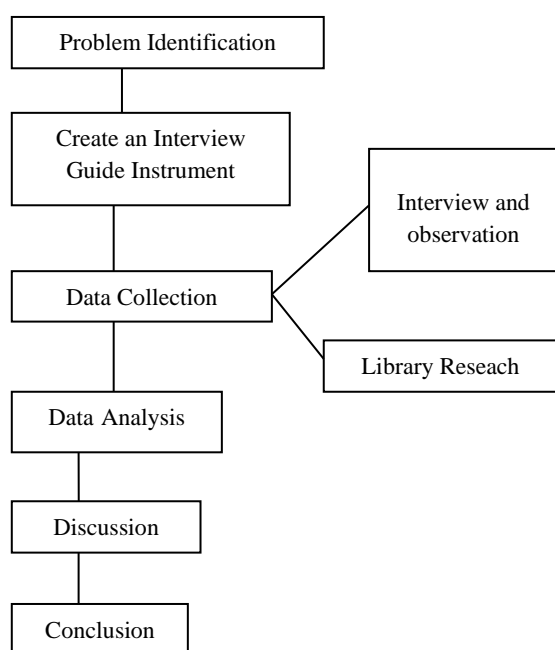 Problem Identification
Create an Interview
Guide Instrument
Interview and
observation
Data Collection
Library Reseach
Data Analysis
Discussion
Conclusion